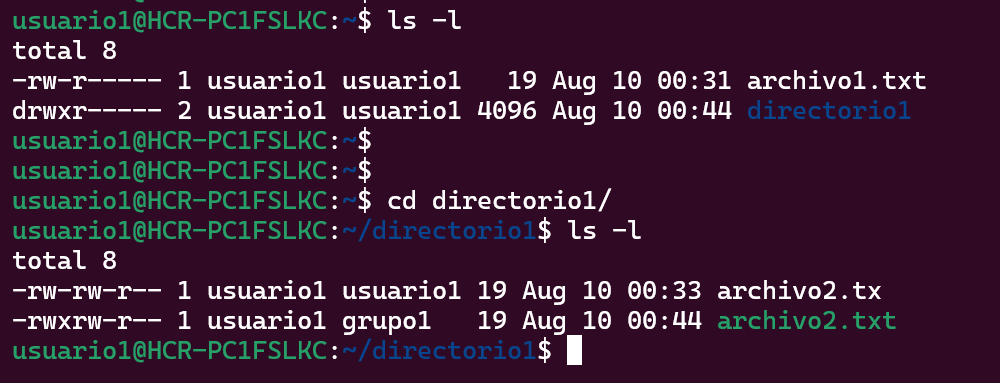 usuario1@HCR-PC1FSLKC:~$ ls -l
total 8
-rw-r----- 1 usuario1 usuario1   19 Aug 10 00:31 archivo1.txt
drwxr----- 2 usuario1 usuario1 4096 Aug 10 00:44 directorio1
usuario1@HCR-PC1FSLKC:~$
usuario1@HCR-PC1FSLKC:~$
usuario1@HCR-PC1FSLKC:~$ cd directorio1/
usuario1@HCR-PC1FSLKC:~/directorio1$ ls -l
total 8
-rw-rw-r-- 1 usuario1 usuario1 19 Aug 10 00:33 archivo2.tx
-rwxrw-r-- 1 usuario1 grupo1   19 Aug 10 00:44 archivo2.txt
usuario1@HCR-PC1FSLKC:~/directorio1$